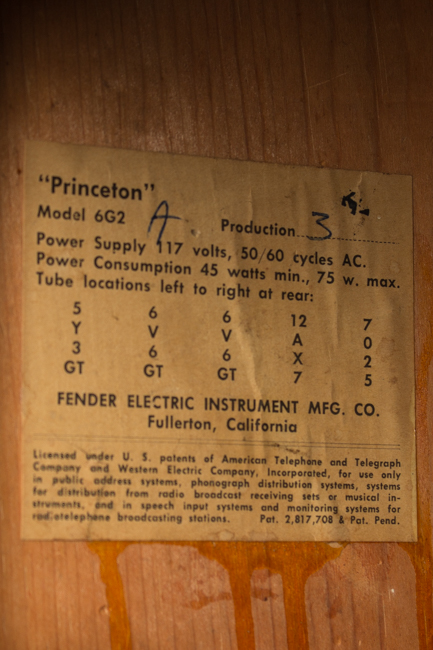 "Princeton"
Model 6G2 A. Production 3
Power Supply 117 volts, 50/60 cycles AC.
Power Consumption 45 watts min., 75 w. max.
Tube locations left to right at rear:
5 6 6 12 7
Y V V A 0
3 6 6 X 2
GT GT GT 7 5
FENDER ELECTRIC INSTRUMENT MFG. CO.
Fullerton, California
Licensed under U. S. patents of American Telephone and Telegraph
Company and Western Electric Company, Incorporated, for use only
in public address systems, phonograph distribution systems, systems
for distribution from radio broadcast receiving sets or musical in-
struments, and in speech input systems and monitoring systems for
radiotelephone broadcasting stations. Pat. 2,817,708 & Pat. Pend.